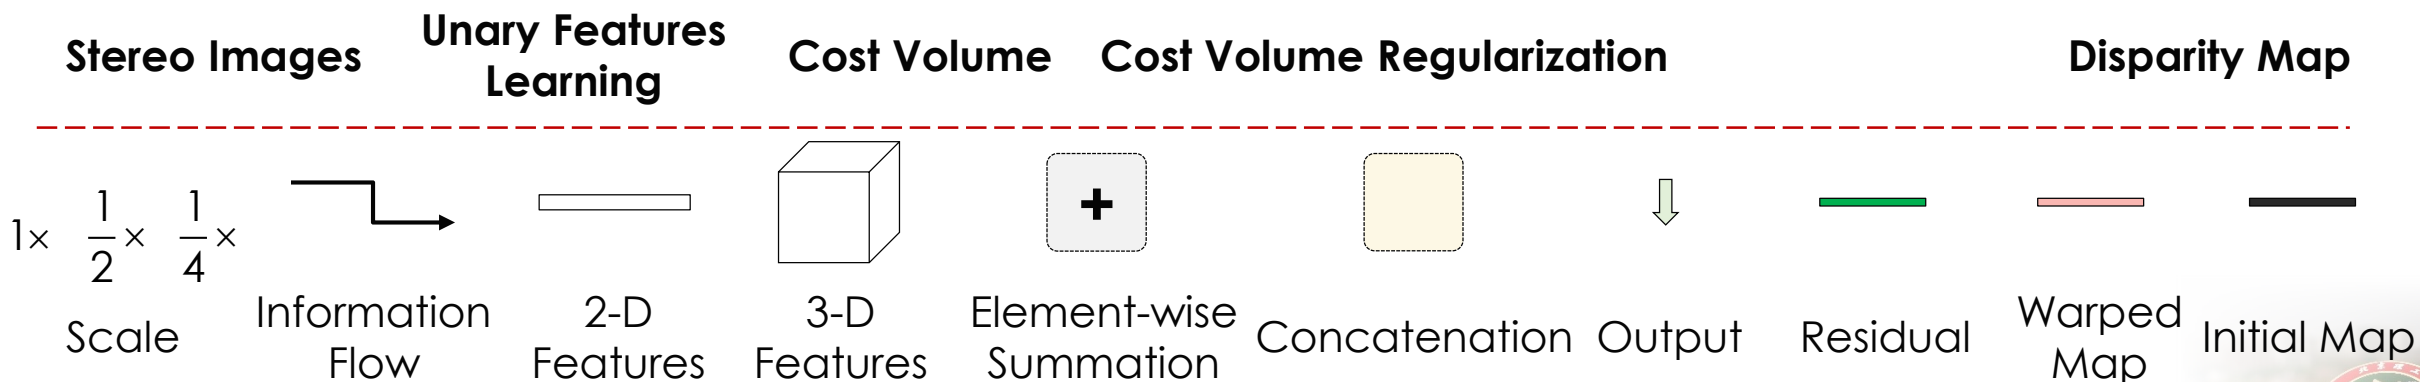 Stereo Images
Unary Features
Learning
Cost Volume
Cost Volume Regularization
Disparity Map
1× 1/2 × 1/4 ×
Scale
Information
Flow
2-D
Features
3-D
Features
+
Element-wise
Summation
Concatenation
Output
Residual
Warped
Map
Initial Map